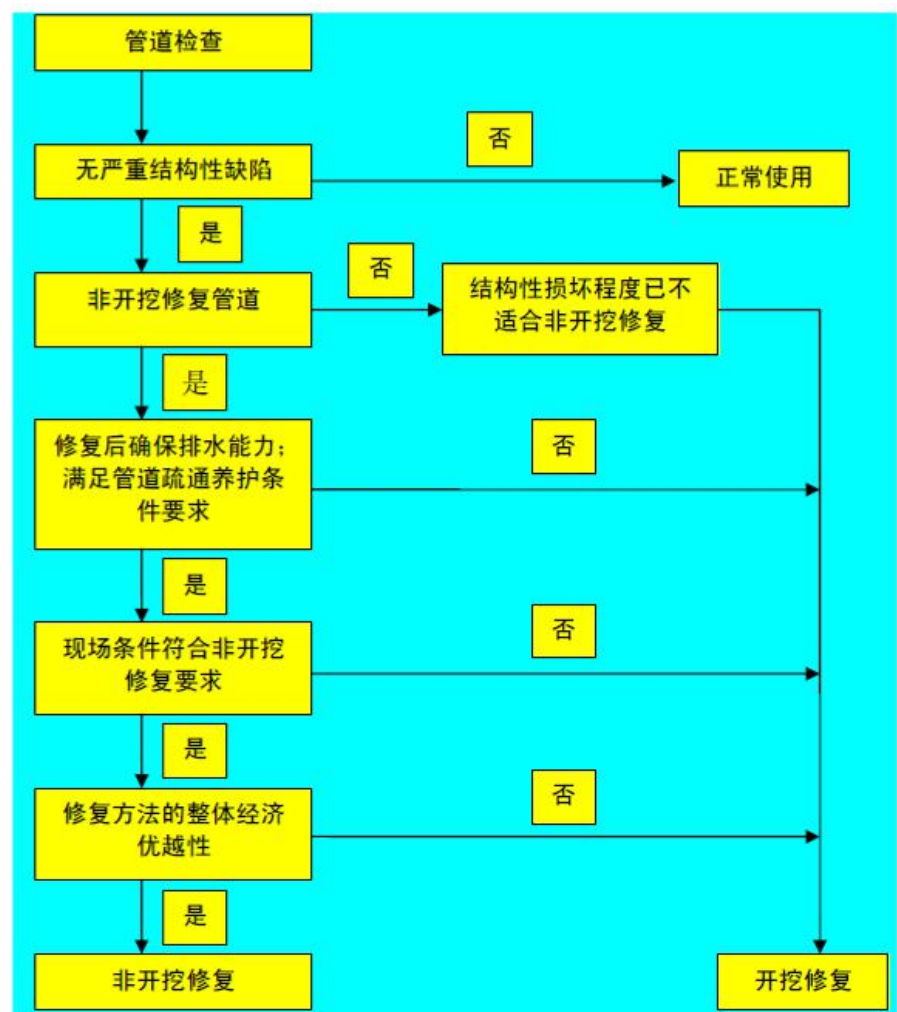 管道检查
否
无严重结构性缺陷
正常使用
是
否
非开挖修复管道
结构性损坏程度已不
适合非开挖修复
是
修复后确保排水能力；
满足管道疏通养护条
件要求
否
是
否
现场条件符合非开挖
修复要求
是
否
修复方法的整体经济
优越性
是
非开挖修复
开挖修复